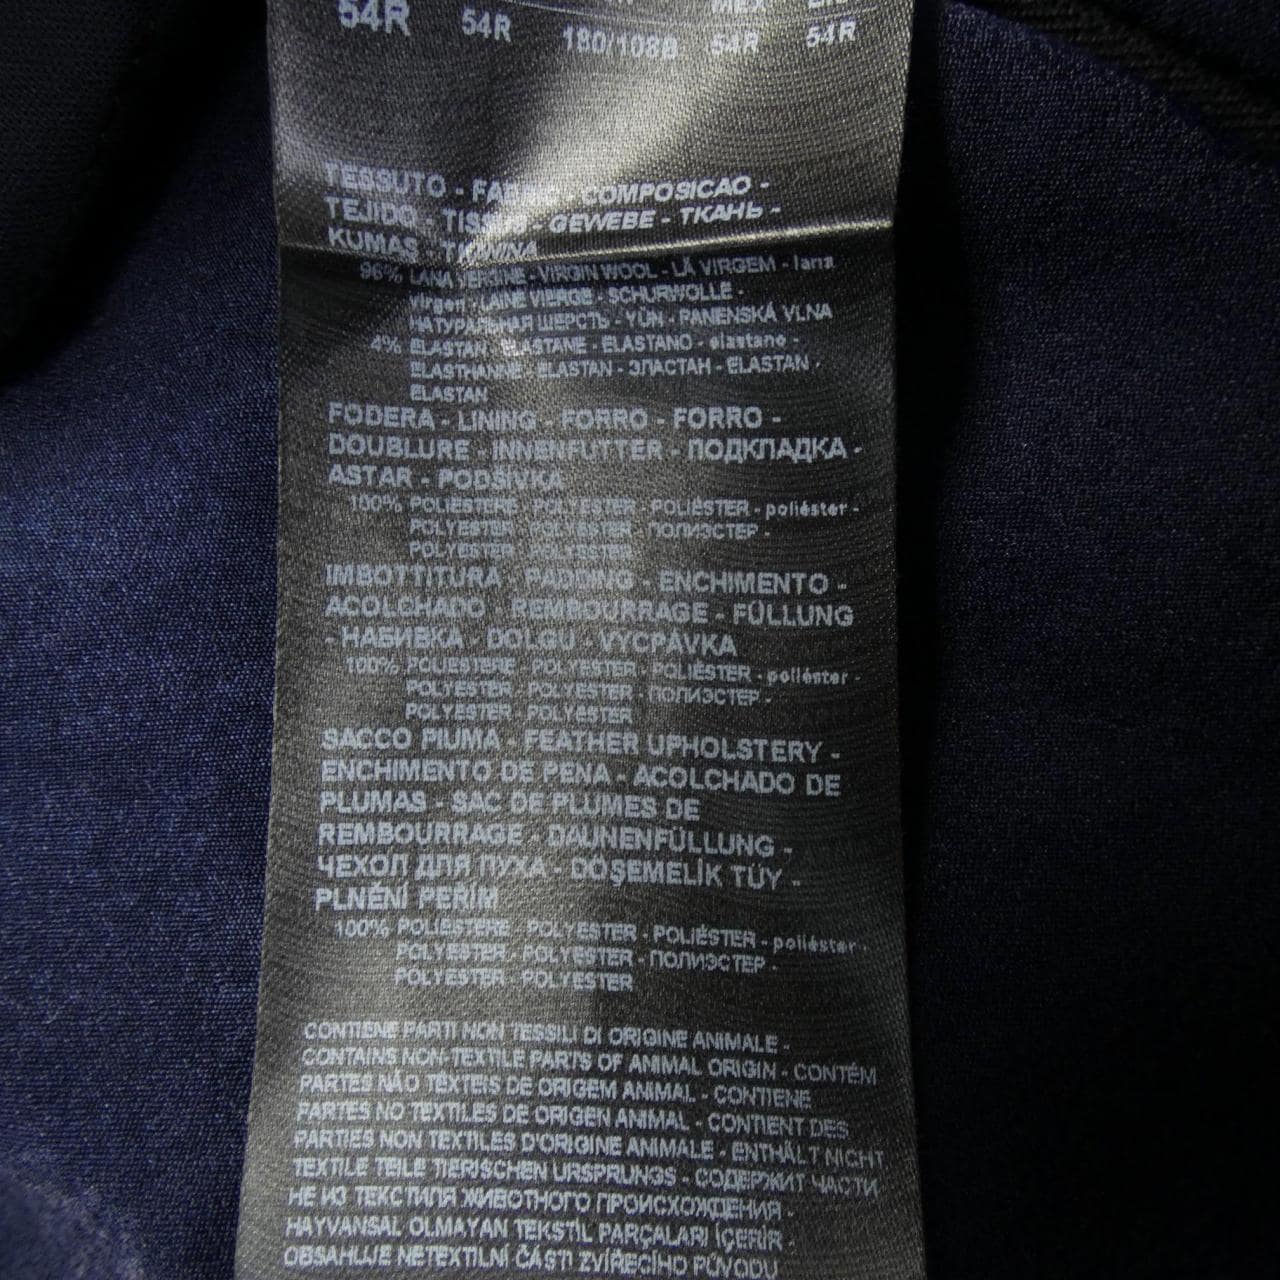 54R 54R 180/108B 54R 54R
TESSUTO - FABRIC - COMPOSICAO -
TEJIDO - TISSU - GEWEBE - ТКАНЬ -
KUMAS - TKANINA
96% LANA VERGINE - VIRGIN WOOL - LÃ VIRGEM - lana
virgen - LAINE VIERGE - SCHURWOLLE -
НАТУРАЛЬНАЯ ШЕРСТЬ - YÜN - PANENSKÁ VLNA
4% ELASTAN - ELASTANE - ELASTANO - elastano -
ELASTHANNE - ELASTAN - ЭЛАСТАН - ELASTAN -
ELASTAN
FODERA - LINING - FORRO - FORRO -
DOUBLURE - INNENFUTTER - ПОДКЛАДКА -
ASTAR - PODŠIVKA
100% POLIESTERE - POLYESTER - POLIÉSTER - poliéster -
POLYESTER - POLYESTER - ПОЛИЭСТЕР -
POLYESTER - POLYESTER
IMBOTTITURA - PADDING - ENCHIMENTO -
ACOLCHADO - REMBOURRAGE - FÜLLUNG
- НАБИВКА - DOLGU - VYCPÁVKA
100% POLIESTERE - POLYESTER - POLIÉSTER - poliéster -
POLYESTER - POLYESTER - ПОЛИЭСТЕР -
POLYESTER - POLYESTER
SACCO PIUMA - FEATHER UPHOLSTERY -
ENCHIMENTO DE PENA - ACOLCHADO DE
PLUMAS - SAC DE PLUMES DE
REMBOURRAGE - DAUNENFÜLLUNG -
ЧЕХОЛ ДЛЯ ПУХА - DOŞEMELİK TÜY -
PLNĚNÍ PEŘÍM
100% POLIESTERE - POLYESTER - POLIÉSTER - poliéster -
POLYESTER - POLYESTER - ПОЛИЭСТЕР -
POLYESTER - POLYESTER
CONTIENE PARTI NON TESSILI DI ORIGINE ANIMALE -
CONTAINS NON-TEXTILE PARTS OF ANIMAL ORIGIN - CONTÉM
PARTES NÃO TÊXTEIS DE ORIGEM ANIMAL - CONTIENE
PARTES NO TEXTILES DE ORIGEN ANIMAL - CONTIENT DES
PARTIES NON TEXTILES D'ORIGINE ANIMALE - ENTHÄLT NICHT
TEXTILE TEILE TIERISCHEN URSPRUNGS - СОДЕРЖИТ ЧАСТИ
НЕ ИЗ ТЕКСТИЛЯ ЖИВОТНОГО ПРОИСХОЖДЕНИЯ -
HAYVANSAL OLMAYAN TEKSTİL PARÇALARI İÇERİR -
OBSAHUJE NETEXTILNÍ ČÁSTI ZVÍŘECÍHO PŮVODU